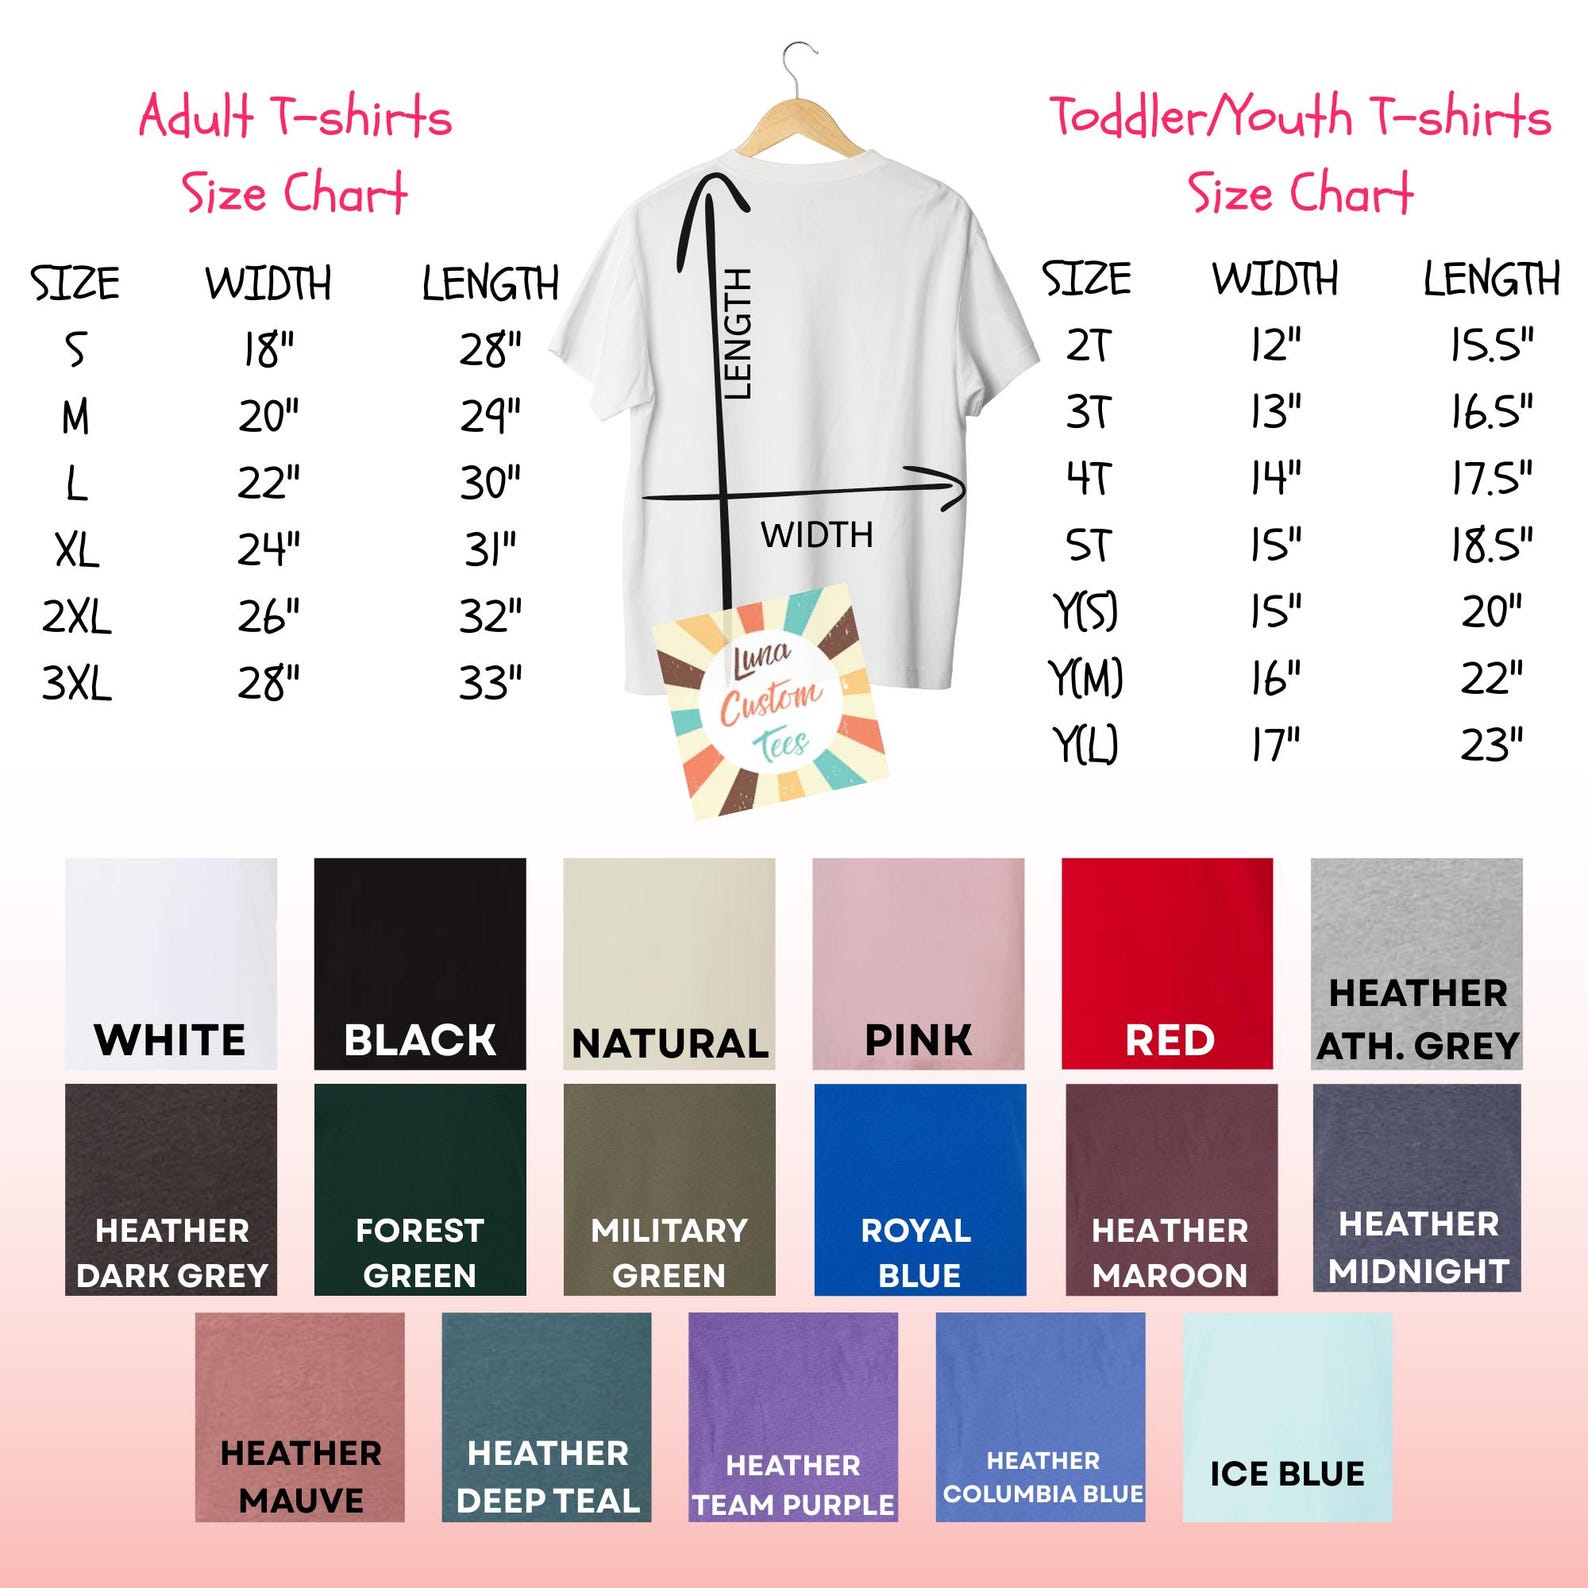 Adult T-shirts
Size Chart
SIZE WIDTH LENGTH
S 18" 28"
M 20" 29"
L 22" 30"
XL 24" 31"
2XL 26" 32"
3XL 28" 33"
LENGTH
WIDTH
Luna
Custom
Tees
Toddler/Youth T-shirts
Size Chart
SIZE WIDTH LENGTH
2T 12" 15.5"
3T 13" 16.5"
4T 14" 17.5"
5T 15" 18.5"
Y(S) 15" 20"
Y(M) 16" 22"
Y(L) 17" 23"
WHITE
BLACK
NATURAL
PINK
RED
HEATHER
ATH. GREY
HEATHER
DARK GREY
FOREST
GREEN
MILITARY
GREEN
ROYAL
BLUE
HEATHER
MAROON
HEATHER
MIDNIGHT
HEATHER
MAUVE
HEATHER
DEEP TEAL
HEATHER
TEAM PURPLE
HEATHER
COLUMBIA BLUE
ICE BLUE